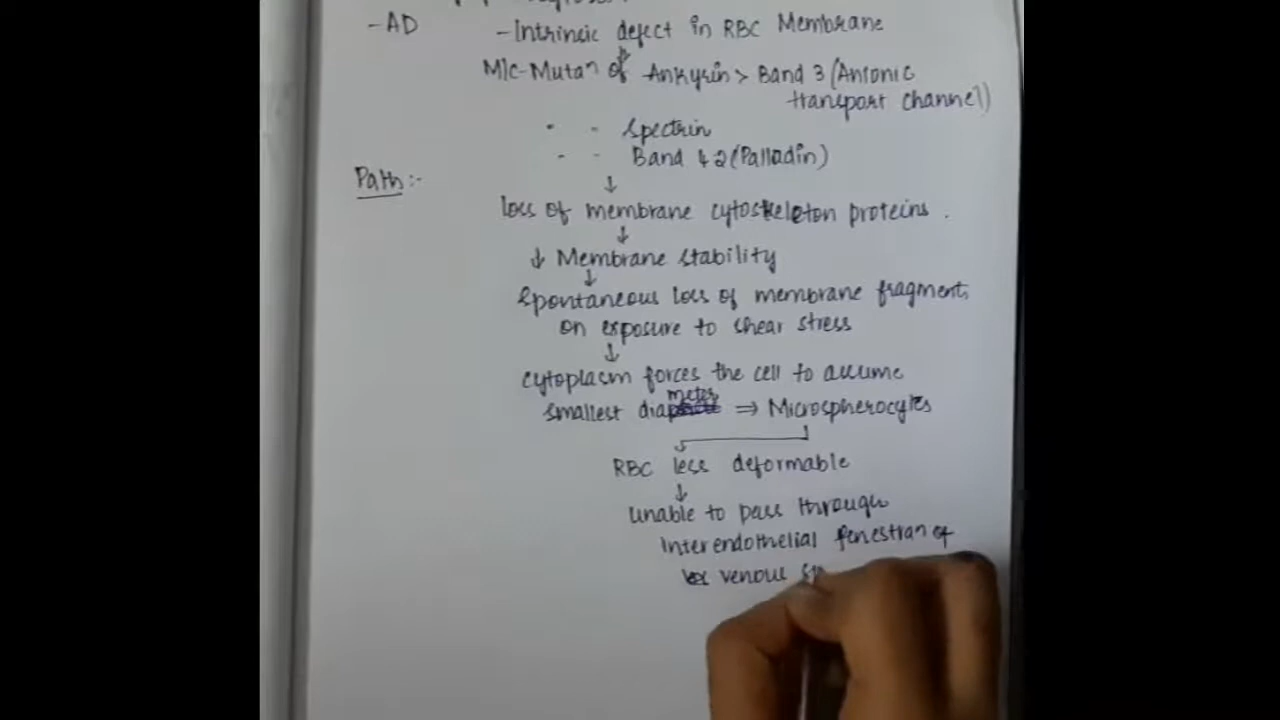 - AD - Intrinsic defect in RBC Membrane
M/c - Mutaⁿ of Ankyrin > Band 3 (Anionic
transport channel)
" - Spectrin
" - Band 4.2 (Palladin)
Path :-
↓
loss of membrane cytoskeleton proteins.
↓
↓ Membrane stability
↓
Spontaneous loss of membrane fragment
on exposure to shear stress
↓
cytoplasm forces the cell to assume
smallest diameter ⇒ Microspherocytes
RBC less deformable
↓
Unable to pass through
Interendothelial fenestraⁿ of
venous